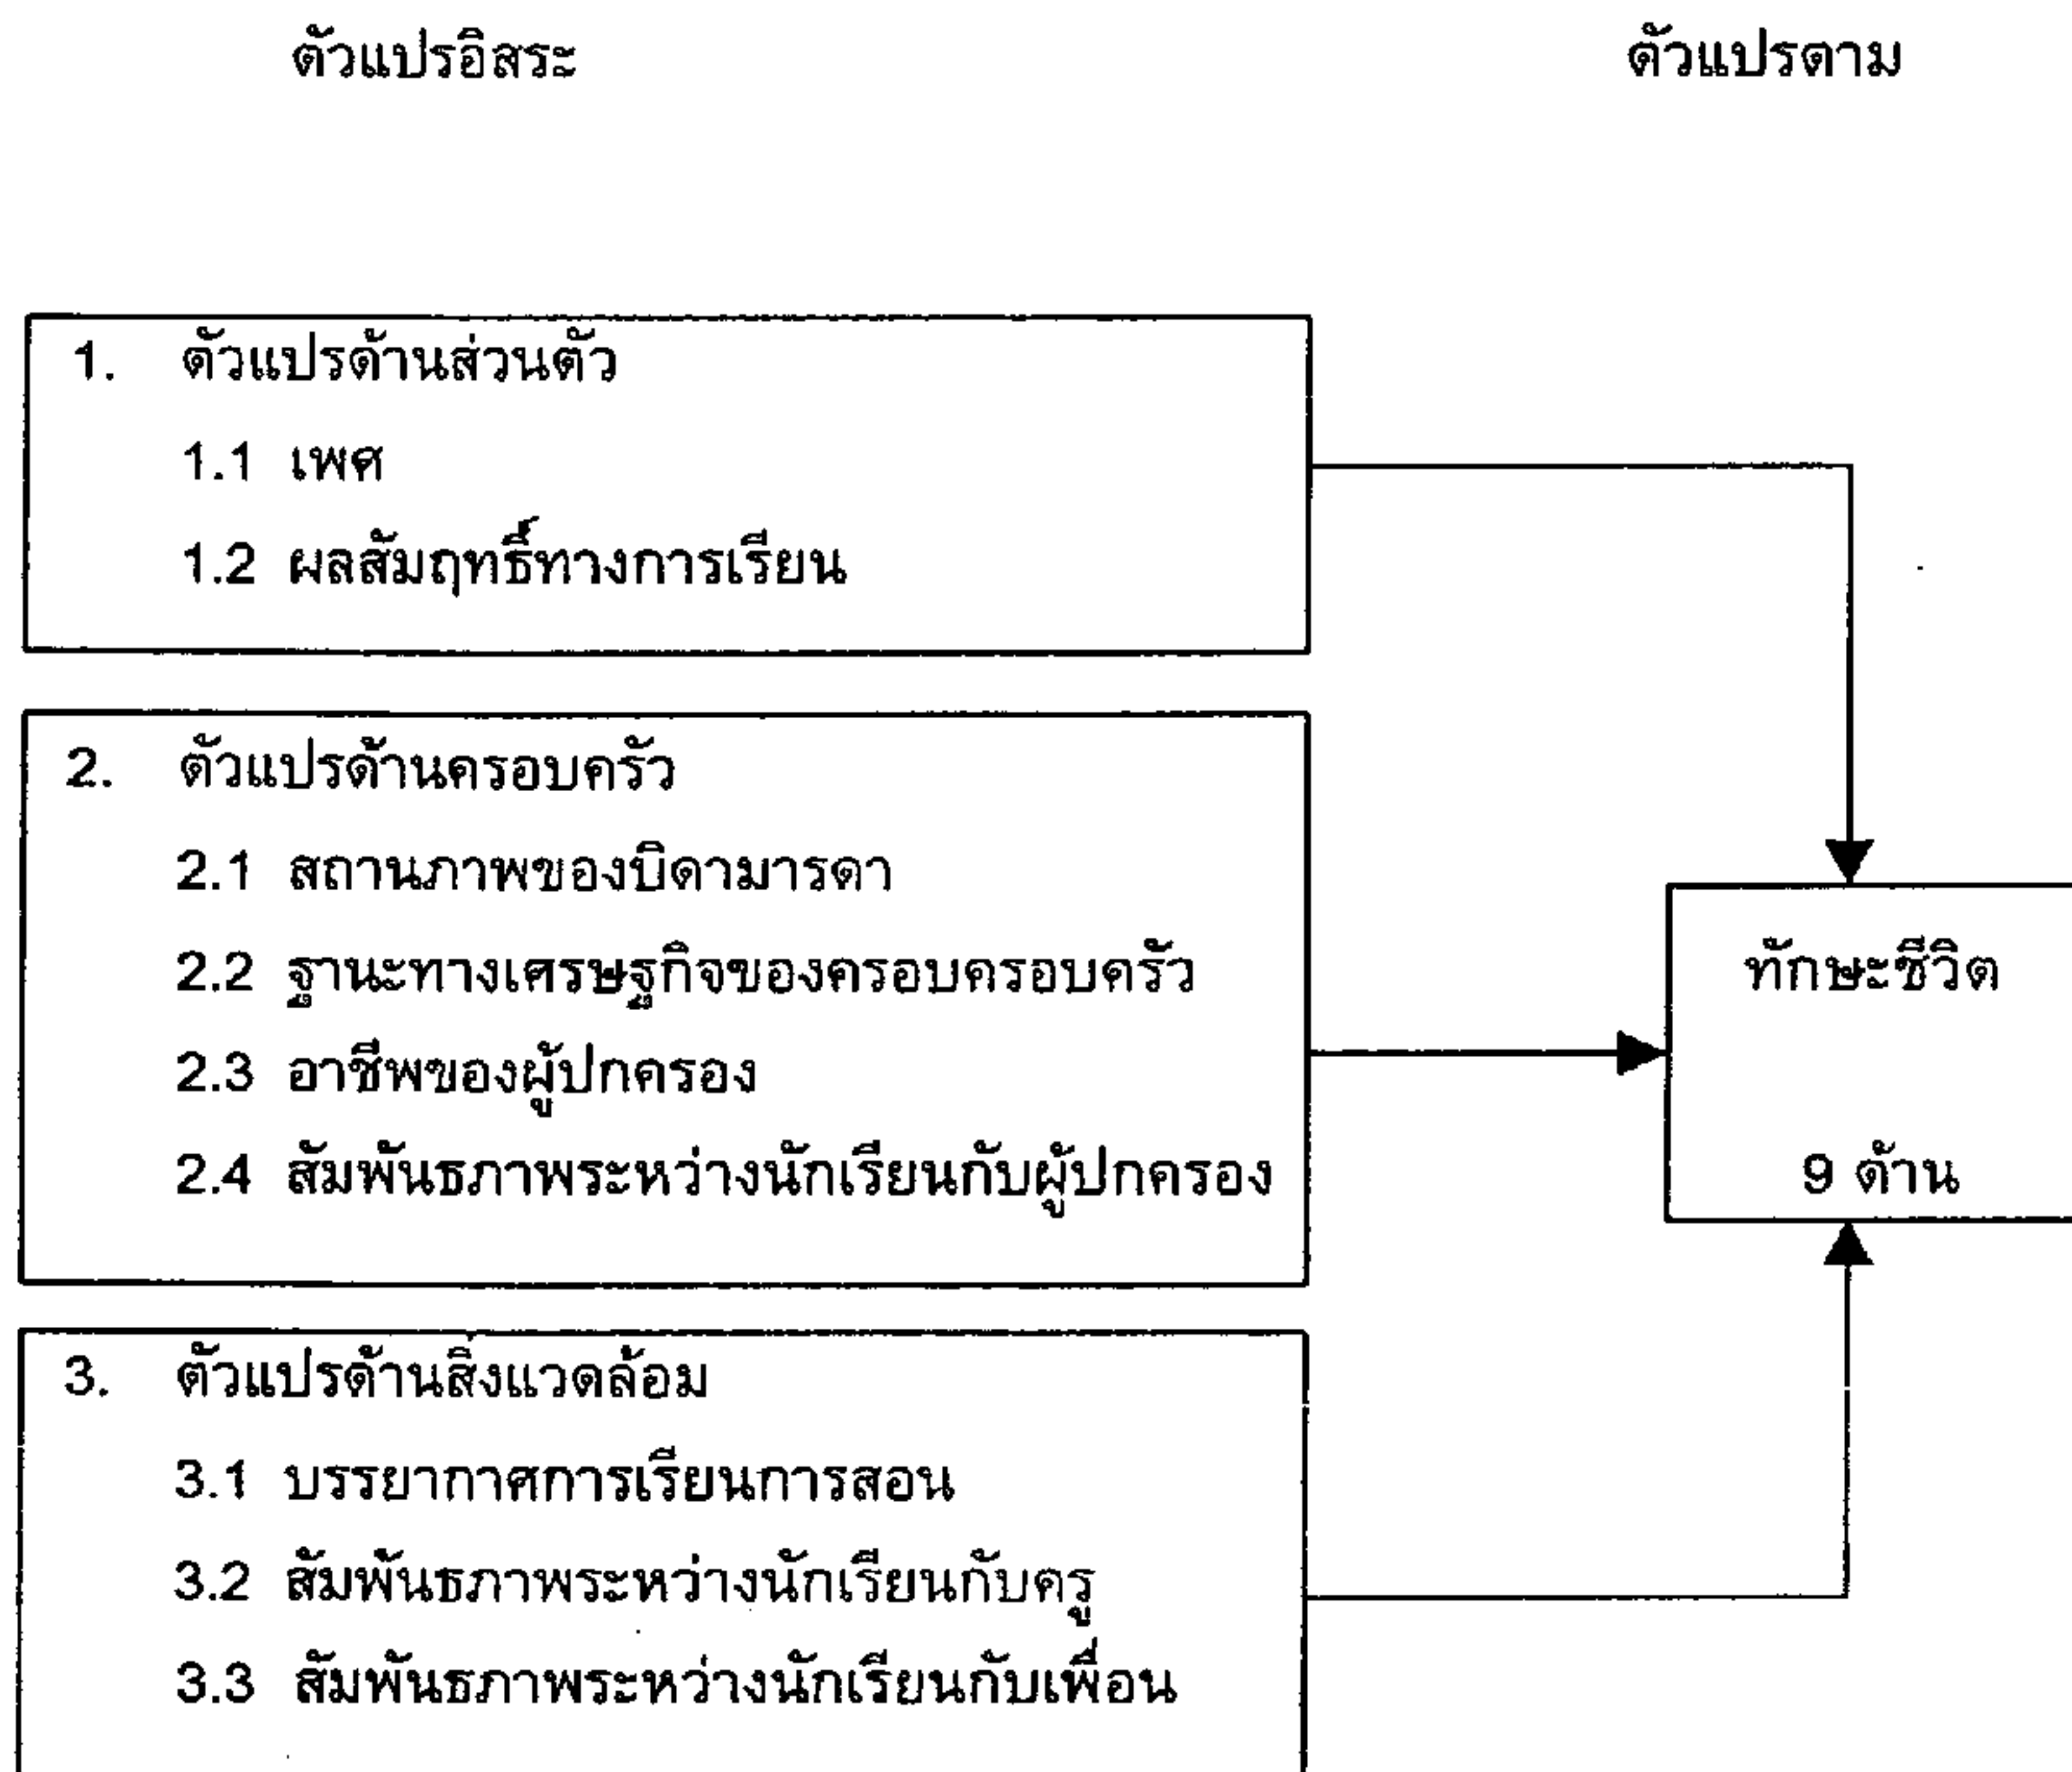 ตัวแปรอิสระ
ตัวแปรตาม
1. ตัวแปรด้านส่วนตัว
1.1 เพศ
1.2 ผลสัมฤทธิ์ทางการเรียน
2. ตัวแปรด้านครอบครัว
2.1 สถานภาพของบิดามารดา
2.2 ฐานะทางเศรษฐกิจของครอบครอบครัว
2.3 อาชีพของผู้ปกครอง
2.4 สัมพันธภาพระหว่างนักเรียนกับผู้ปกครอง
ทักษะชีวิต
9 ด้าน
3. ตัวแปรด้านสิ่งแวดล้อม
3.1 บรรยากาศการเรียนการสอน
3.2 สัมพันธภาพระหว่างนักเรียนกับครู
3.3 สัมพันธภาพระหว่างนักเรียนกับเพื่อน